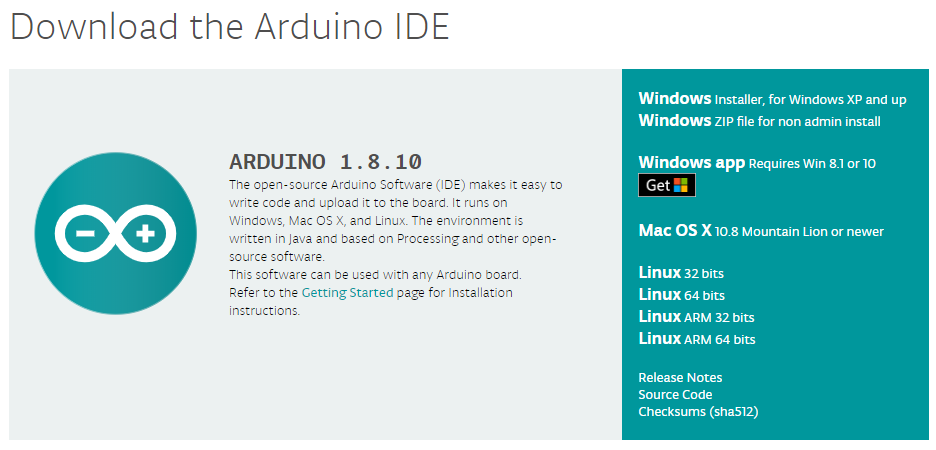 Download the Arduino IDE
ARDUINO 1.8.10
The open-source Arduino Software (IDE) makes it easy to
write code and upload it to the board. It runs on
Windows, Mac OS X, and Linux. The environment is
written in Java and based on Processing and other open-
source software.
This software can be used with any Arduino board.
Refer to the Getting Started page for Installation
instructions.
Windows Installer, for Windows XP and up
Windows ZIP file for non admin install
Windows app Requires Win 8.1 or 10
Get
Mac OS X 10.8 Mountain Lion or newer
Linux 32 bits
Linux 64 bits
Linux ARM 32 bits
Linux ARM 64 bits
Release Notes
Source Code
Checksums (sha512)